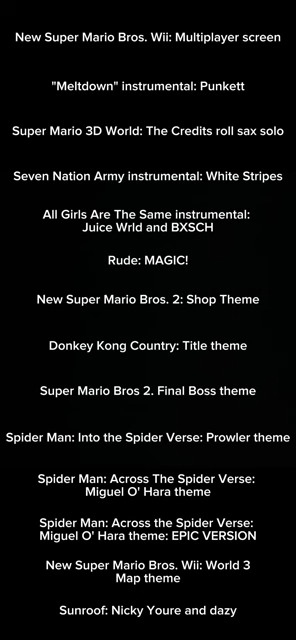 New Super Mario Bros. Wii: Multiplayer screen
"Meltdown" instrumental: Punkett
Super Mario 3D World: The Credits roll sax solo
Seven Nation Army instrumental: White Stripes
All Girls Are The Same instrumental:
Juice Wrld and BXSCH
Rude: MAGIC!
New Super Mario Bros. 2: Shop Theme
Donkey Kong Country: Title theme
Super Mario Bros 2. Final Boss theme
Spider Man: Into the Spider Verse: Prowler theme
Spider Man: Across The Spider Verse:
Miguel O' Hara theme
Spider Man: Across the Spider Verse:
Miguel O' Hara theme: EPIC VERSION
New Super Mario Bros. Wii: World 3
Map theme
Sunroof: Nicky Youre and dazy